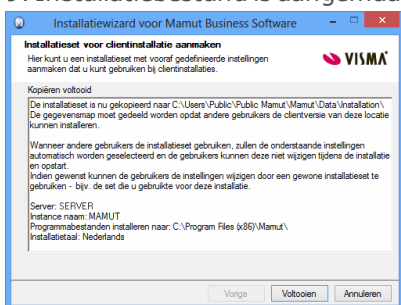 Installatiewizard voor Mamut Business Software
Installatieset voor clientinstallatie aanmaken
Hier kunt u een installatieset met vooraf gedefinieerde instellingen
aanmaken dat u kunt gebruiken bij clientinstallaties.
VISMA
Kopiëren voltooid
De installatieset is nu gekopieerd naar C:\Users\Public\Public Mamut\Mamut\Data\Installation\
De gegevensmap moet gedeeld worden opdat andere gebruikers de clientversie van deze locatie
kunnen installeren.
Wanneer andere gebruikers de installatieset gebruiken, zullen de onderstaande instellingen
automatisch worden geselecteerd en de gebruikers kunnen deze niet wijzigen tijdens de installatie
en opstart.
Indien gewenst kunnen de gebruikers de instellingen wijzigen door een gewone installatieset te
gebruiken - bijv. de set die u gebruikte voor deze installatie.
Server: SERVER
Instance naam: MAMUT
Programmabestanden installeren naar: C:\Program Files (x86)\Mamut\
Installatietaal: Nederlands
Vorige Voltooien Annuleren